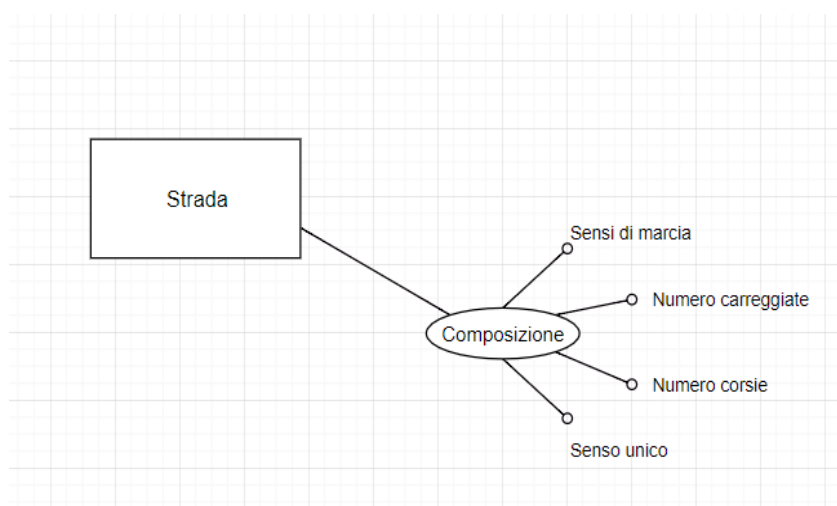 Strada
Sensi di marcia
Numero carreggiate
Composizione
Numero corsie
Senso unico